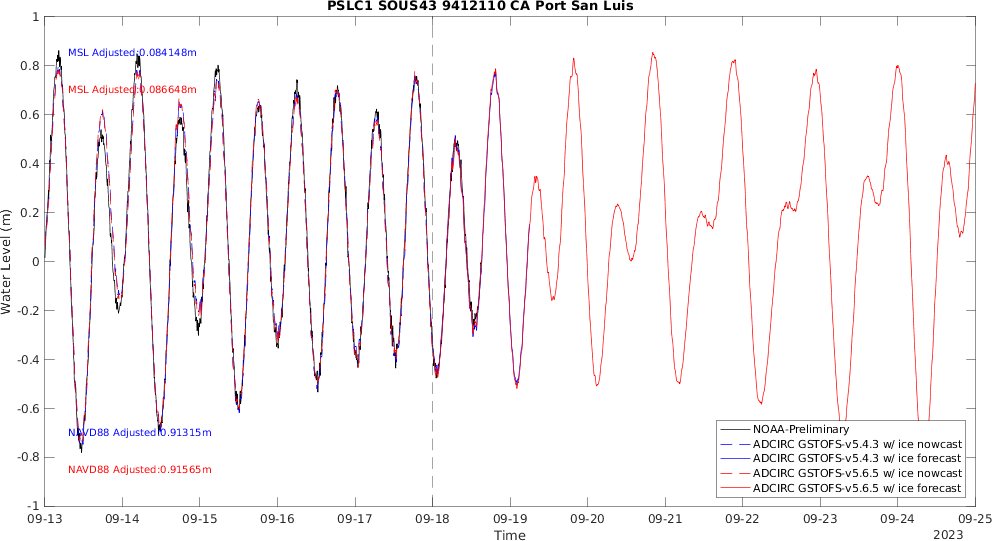 PSLC1 SOUS43 9412110 CA Port San Luis
1
0.8
0.6
0.4
0.2
0
-0.2
-0.4
-0.6
-0.8
-1
Water Level (m)
MSL Adjusted:0.084148m
MSL Adjusted:0.086648m
NAVD88 Adjusted:0.91315m
NAVD88 Adjusted:0.91565m
NOAA-Preliminary
ADCIRC GSTOFS-v5.4.3 w/ ice nowcast
ADCIRC GSTOFS-v5.4.3 w/ ice forecast
ADCIRC GSTOFS-v5.6.5 w/ ice nowcast
ADCIRC GSTOFS-v5.6.5 w/ ice forecast
09-13 09-14 09-15 09-16 09-17 09-18 09-19 09-20 09-21 09-22 09-23 09-24 09-25
Time
2023